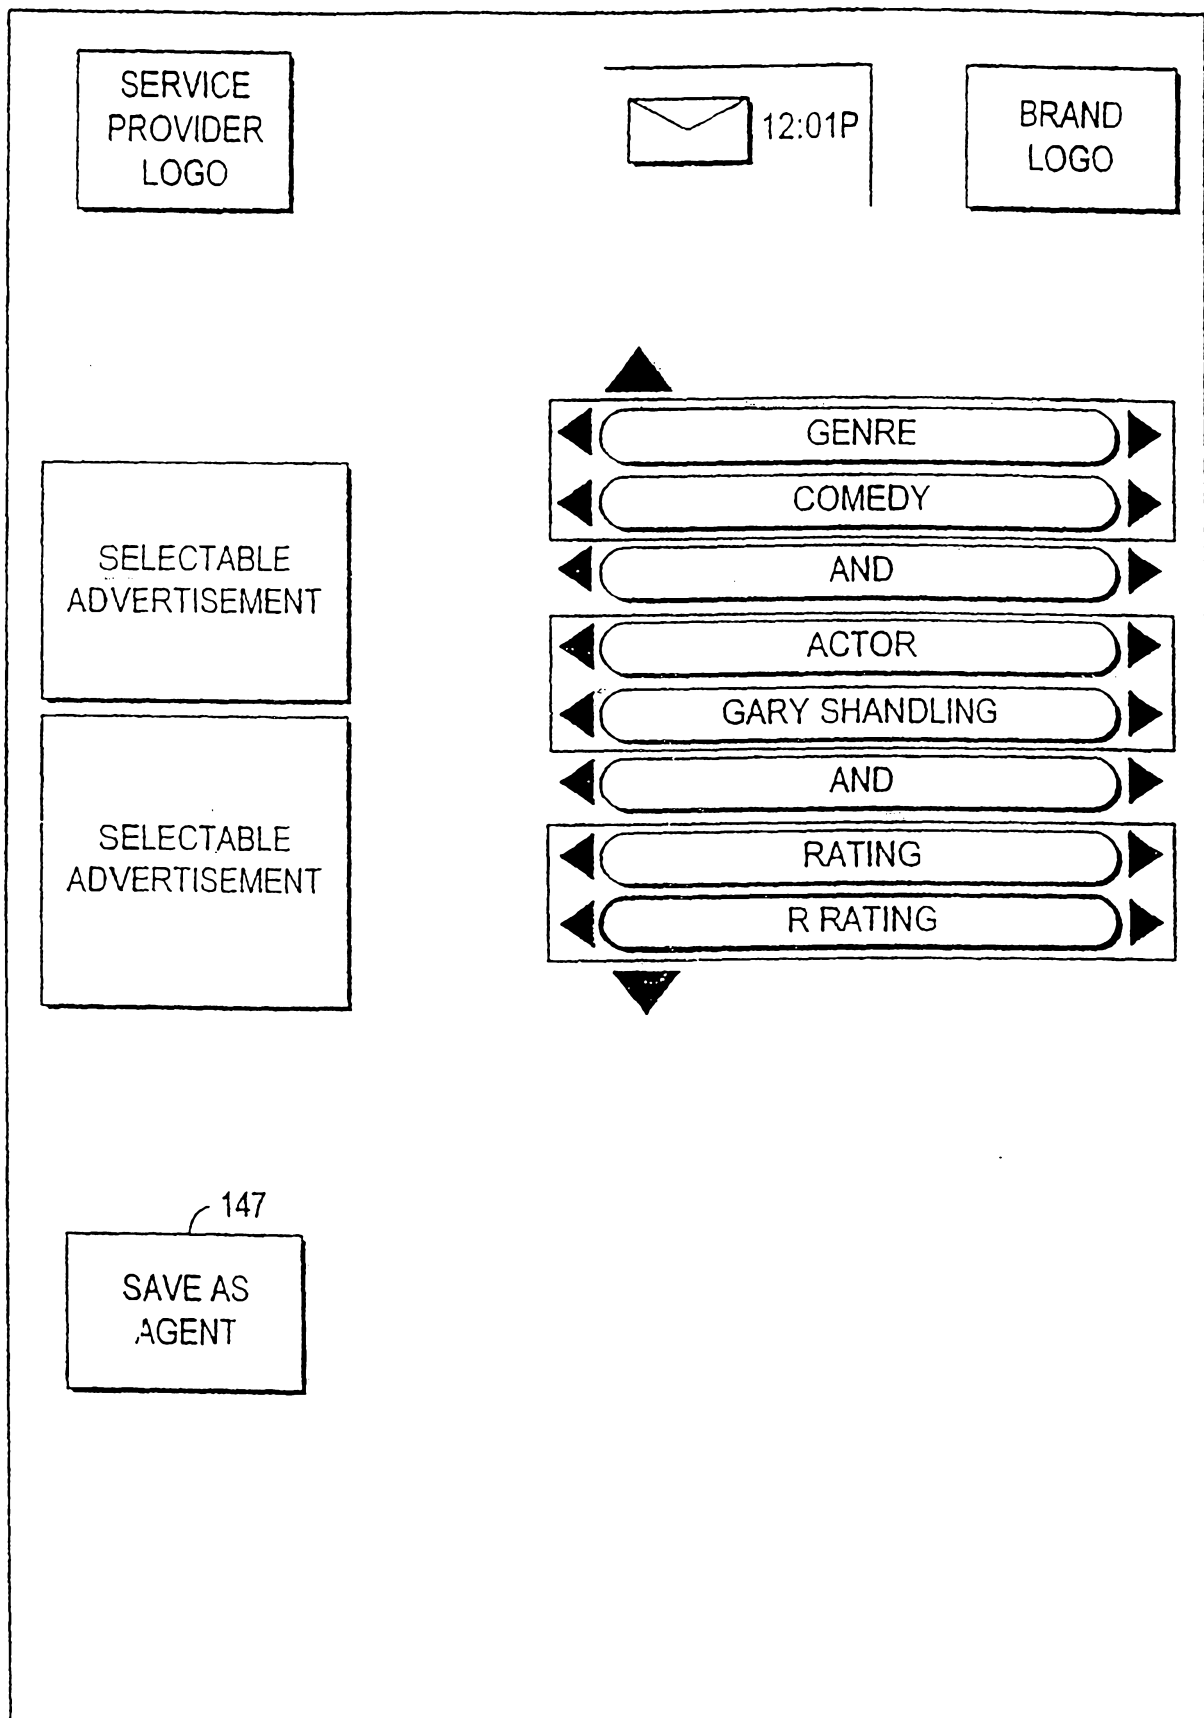 SERVICE
PROVIDER
LOGO
12:01P
BRAND
LOGO
GENRE
COMEDY
AND
ACTOR
GARY SHANDLING
AND
RATING
R RATING
SELECTABLE
ADVERTISEMENT
SELECTABLE
ADVERTISEMENT
147
SAVE AS
AGENT